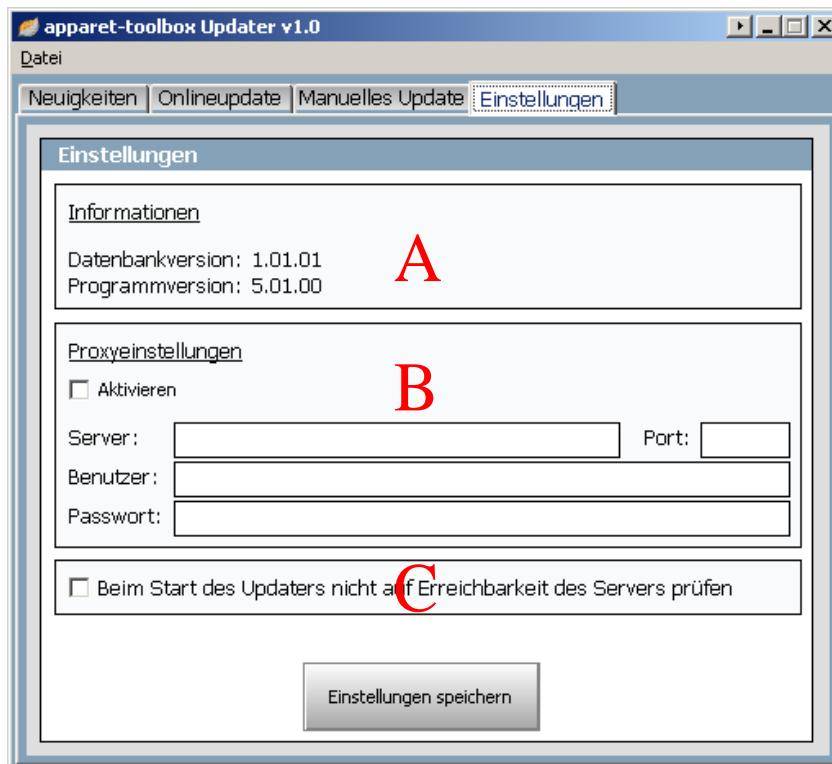 apparet-toolbox Updater v1.0
Datei
Neuigkeiten Onlineupdate Manuelles Update Einstellungen
Einstellungen
Informationen
Datenbankversion: 1.01.01
Programmversion: 5.01.00
A
Proxyeinstellungen
Aktivieren
B
Server: Port:
Benutzer:
Passwort:
Beim Start des Updaters nicht auf Erreichbarkeit des Servers prüfen
C
Einstellungen speichern